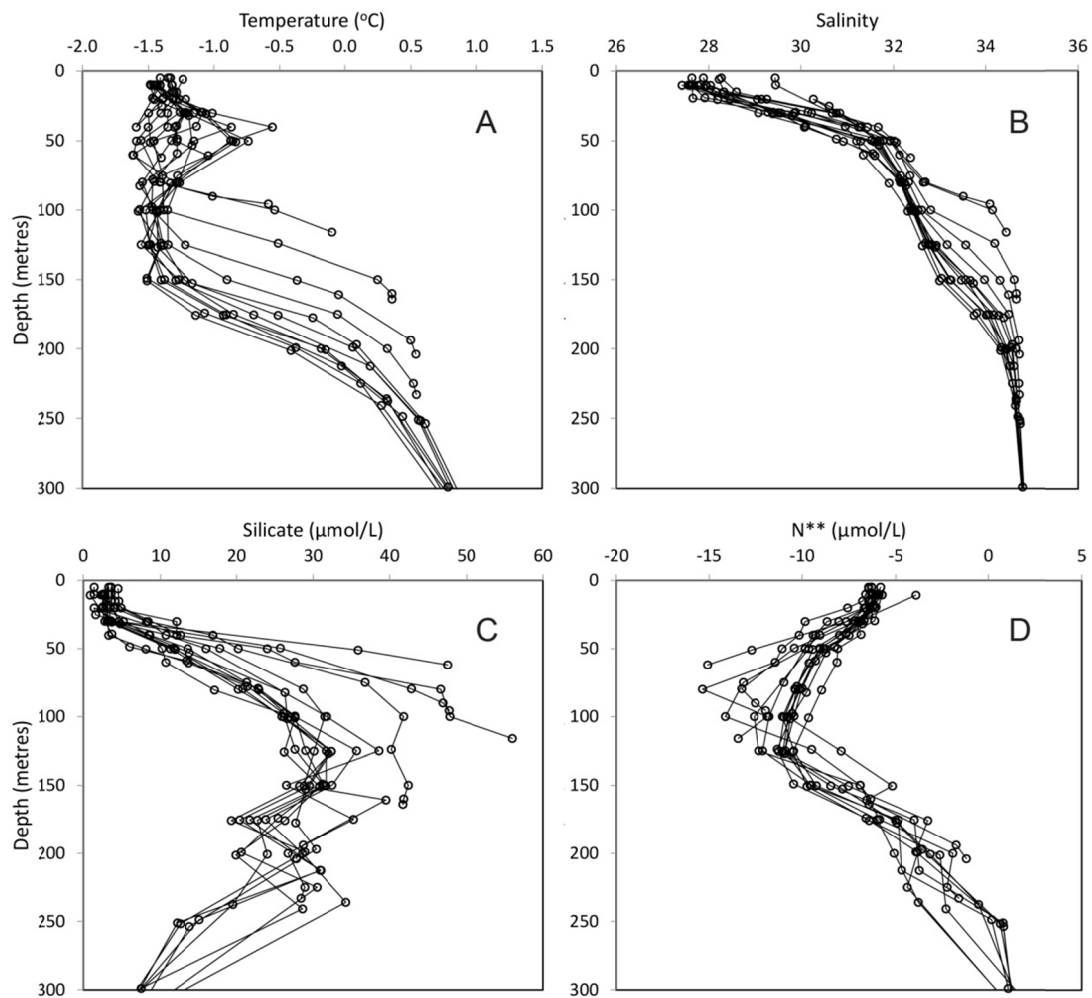 Temperature (ºC)
-2.0 -1.5 -1.0 -0.5 0.0 0.5 1.0 1.5
0
50
100
150
200
250
300
Depth (metres)
A
Salinity
26 28 30 32 34 36
0
50
100
150
200
250
300
B
Silicate (µmol/L)
0 10 20 30 40 50 60
0
50
100
150
200
250
300
Depth (metres)
C
N** (µmol/L)
-20 -15 -10 -5 0 5
0
50
100
150
200
250
300
D